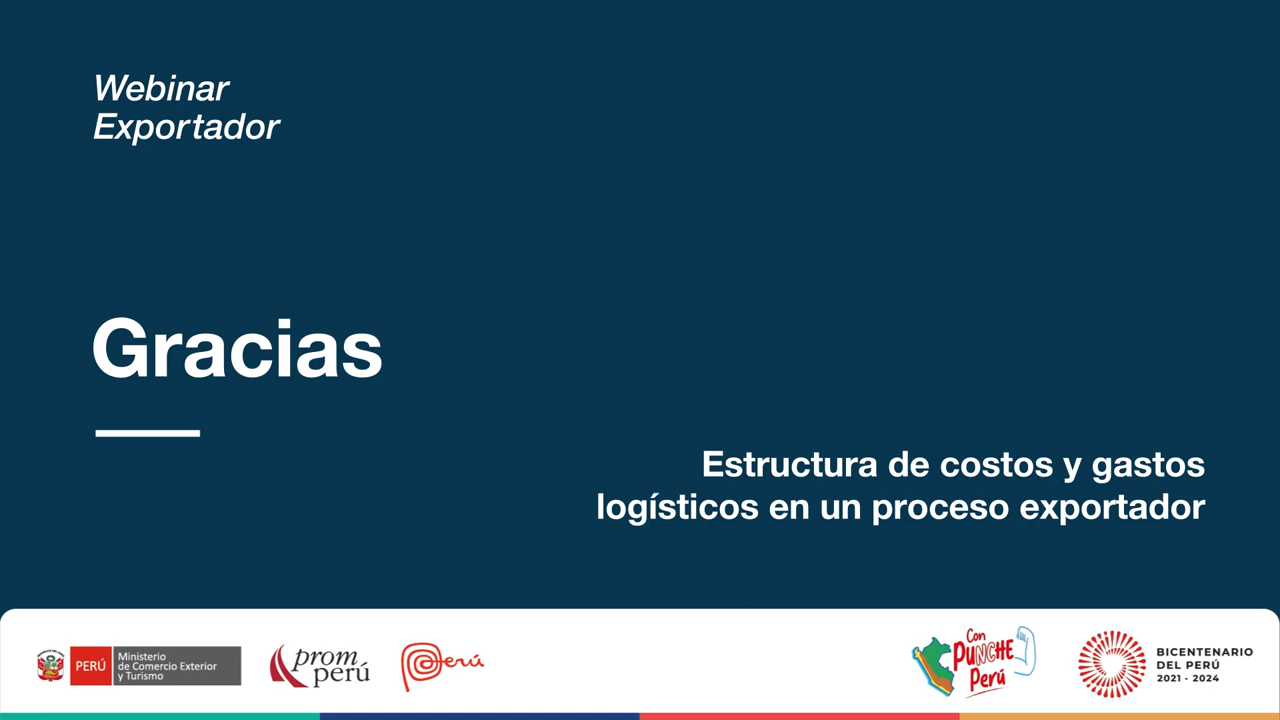 Webinar
Exportador
Gracias
Estructura de costos y gastos
logísticos en un proceso exportador
PERÚ
Ministerio
de Comercio Exterior
y Turismo
prom
perú
Perú
Con
PUNCHE
Perú
BICENTENARIO
DEL PERÚ
2021 - 2024